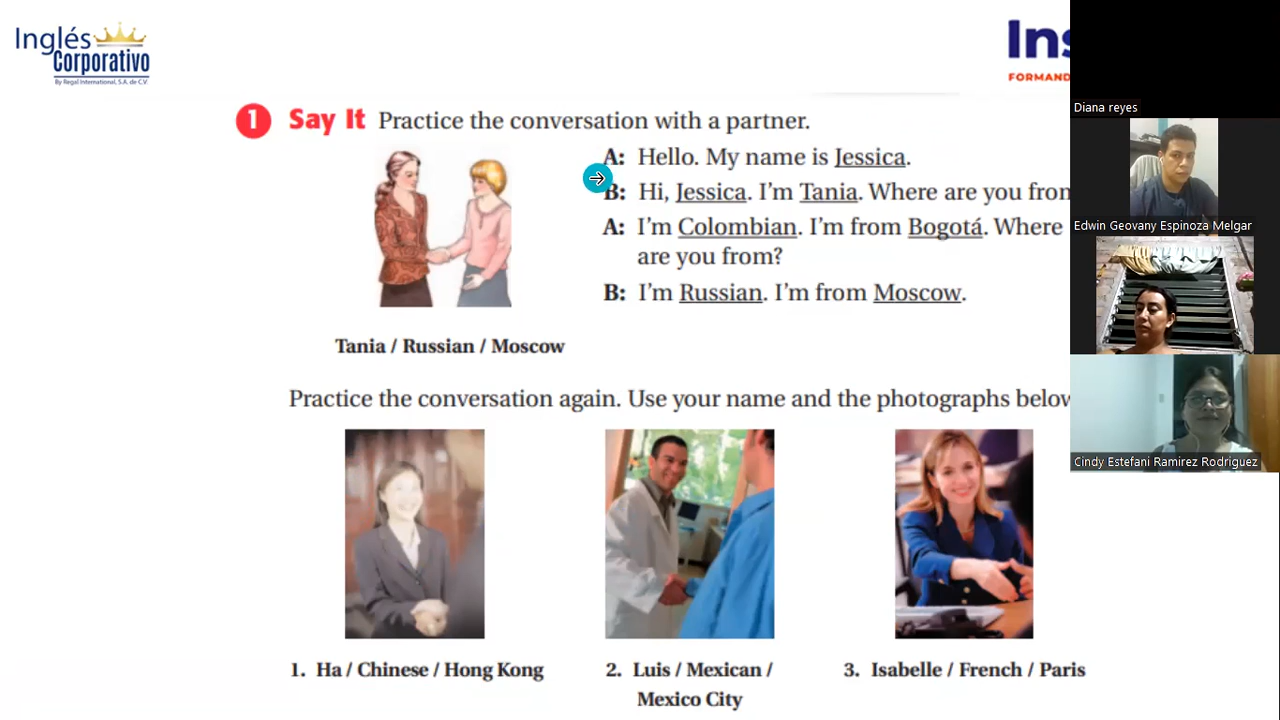 Inglés
Corporativo
By Regal International, S.A. de C.V.
Ins
FORMAND
1 Say It Practice the conversation with a partner.
A: Hello. My name is Jessica.
B: Hi, Jessica. I'm Tania. Where are you from
A: I'm Colombian. I'm from Bogotá. Where
are you from?
B: I'm Russian. I'm from Moscow.
Tania / Russian / Moscow
Practice the conversation again. Use your name and the photographs below
1. Ha / Chinese / Hong Kong
2. Luis / Mexican /
Mexico City
3. Isabelle / French / Paris
Diana reyes
Edwin Geovany Espinoza Melgar
Cindy Estefani Ramirez Rodriguez